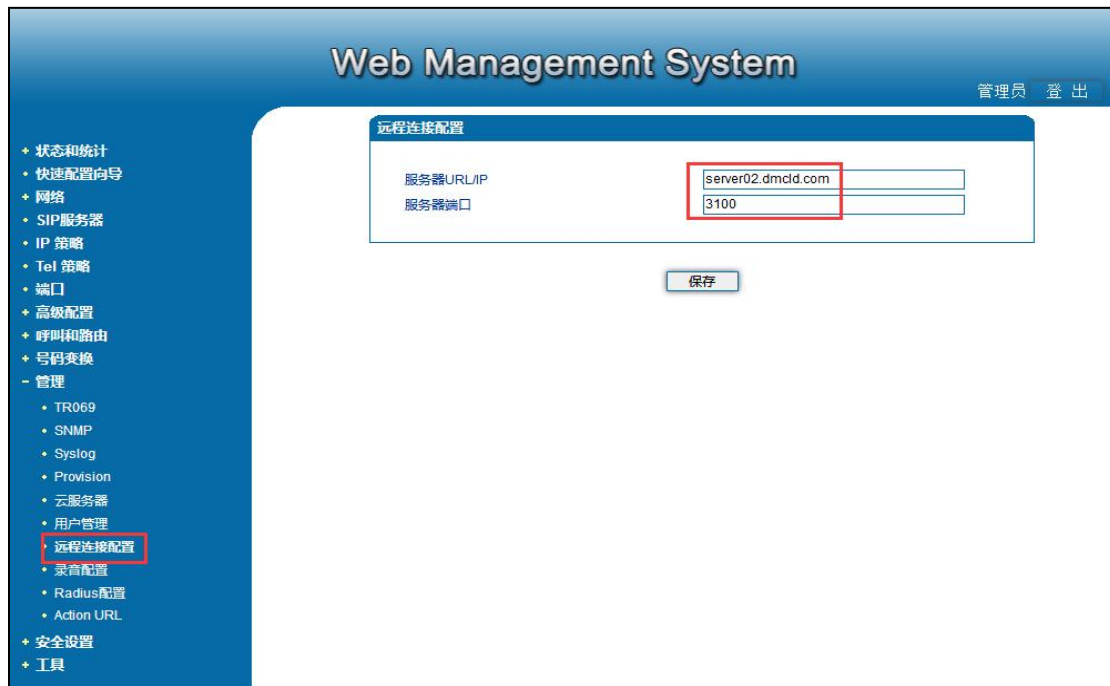 Web Management System
管理员 登 出
+ 状态和统计
• 快速配置向导
+ 网络
• SIP服务器
+ IP 策略
• Tel 策略
• 端口
+ 高级配置
+ 呼叫和路由
+ 号码变换
- 管理
• TR069
• SNMP
• Syslog
• Provision
• 云服务器
• 用户管理
• 远程连接配置
• 录音配置
• Radius配置
• Action URL
+ 安全设置
+ 工具
远程连接配置
服务器URL/IP server02.dmcld.com
服务器端口 3100
保存